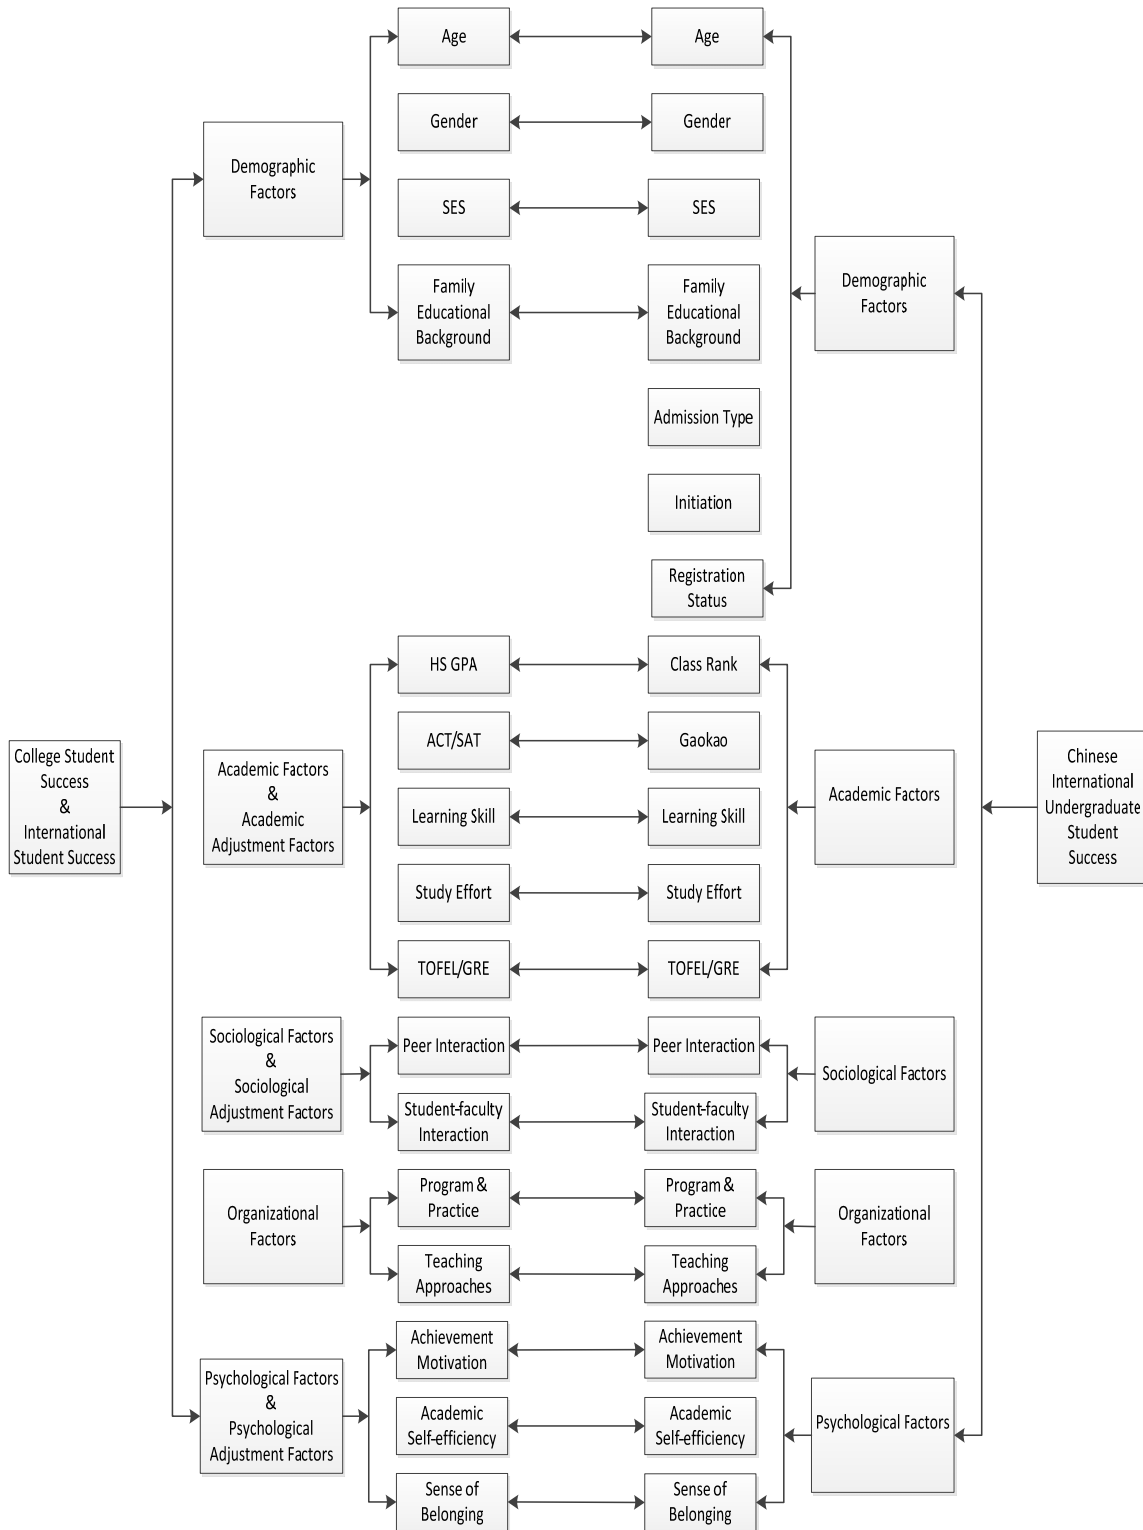 Age
Age
Gender
Gender
Demographic
Factors
SES
SES
Family
Educational
Background
Family
Educational
Background
Demographic
Factors
Admission Type
Initiation
Registration
Status
HS GPA
Class Rank
ACT/SAT
Gaokao
College Student
Success
&
International
Student Success
Academic Factors
&
Academic
Adjustment Factors
Learning Skill
Learning Skill
Academic Factors
Chinese
International
Undergraduate
Student
Success
Study Effort
Study Effort
TOFEL/GRE
TOFEL/GRE
Sociological Factors
&
Sociological
Adjustment Factors
Peer Interaction
Peer Interaction
Sociological Factors
Student-faculty
Interaction
Student-faculty
Interaction
Organizational
Factors
Program &
Practice
Program &
Practice
Organizational
Factors
Teaching
Approaches
Teaching
Approaches
Achievement
Motivation
Achievement
Motivation
Psychological Factors
&
Psychological
Adjustment Factors
Academic
Self-efficiency
Academic
Self-efficiency
Psychological Factors
Sense of
Belonging
Sense of
Belonging